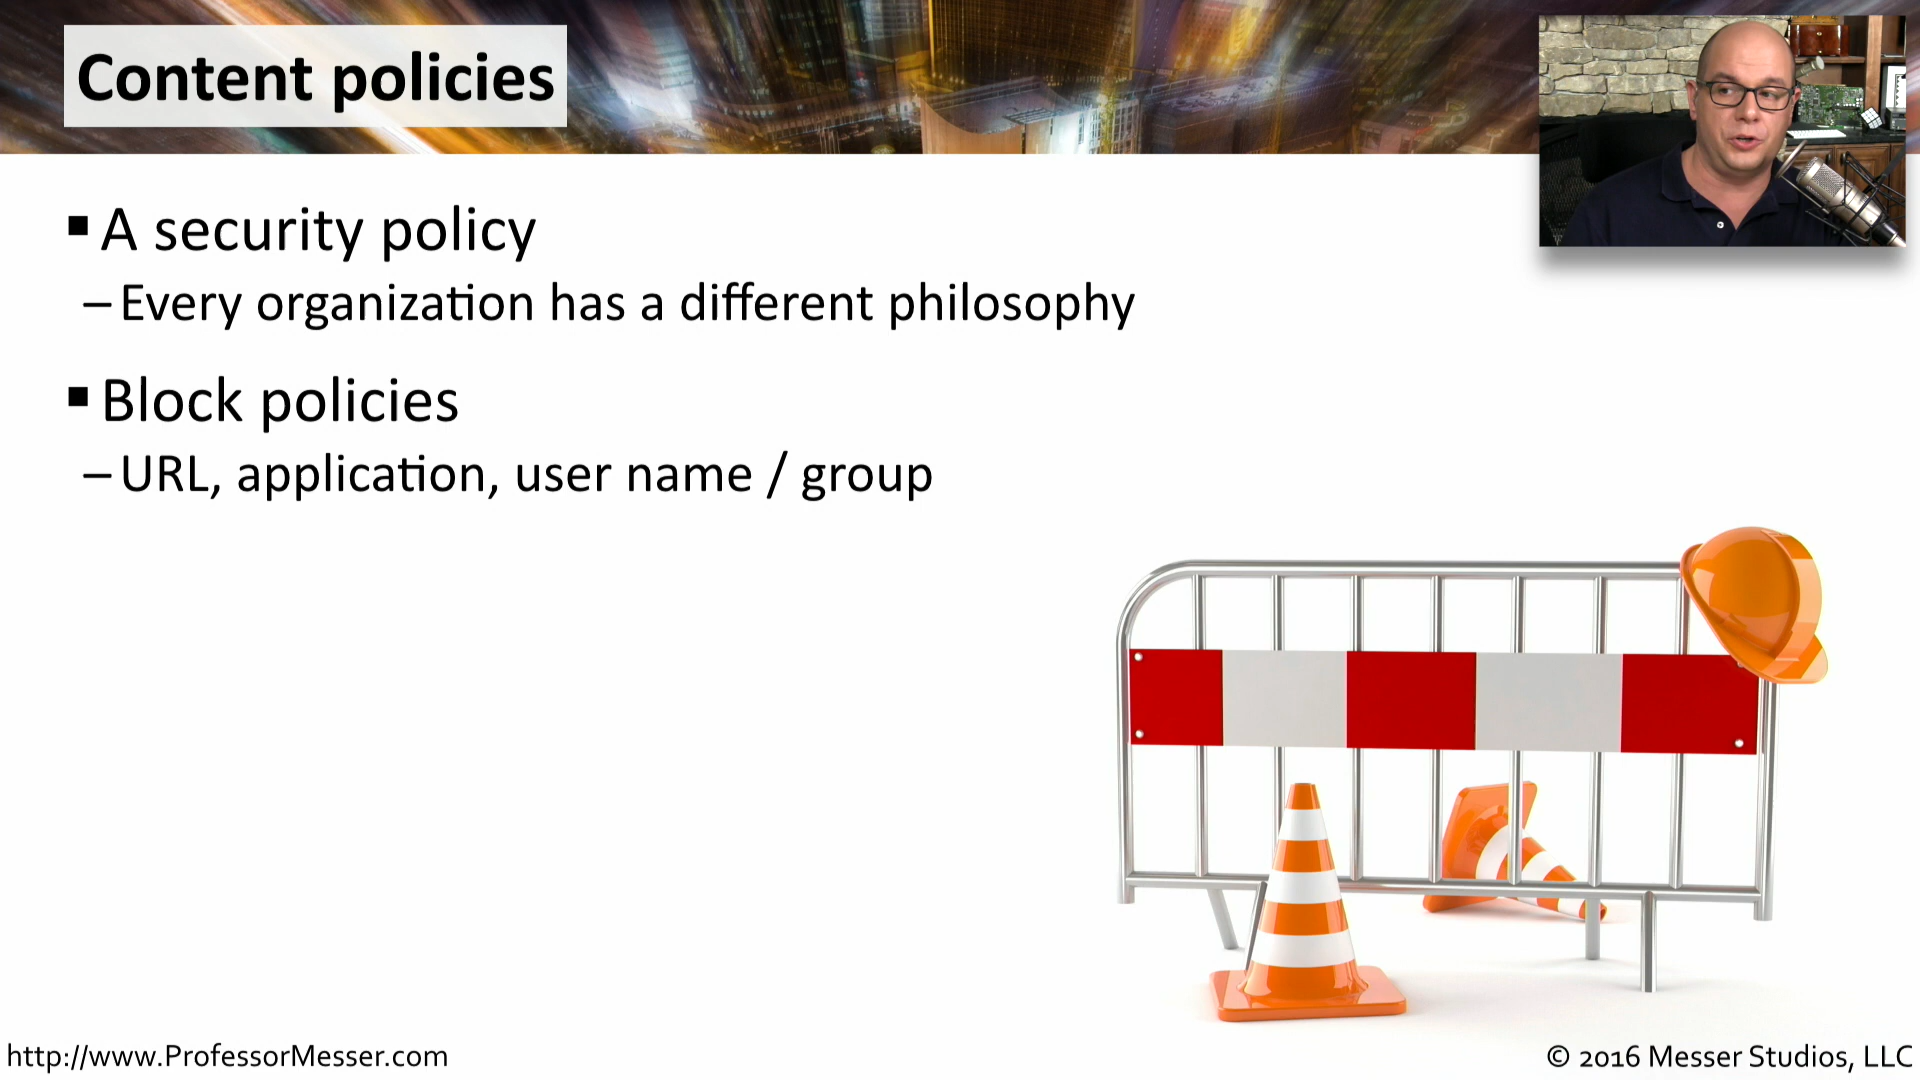 Content policies
▪ A security policy
– Every organization has a different philosophy
▪ Block policies
– URL, application, user name / group
http://www.ProfessorMesser.com
© 2016 Messer Studios, LLC